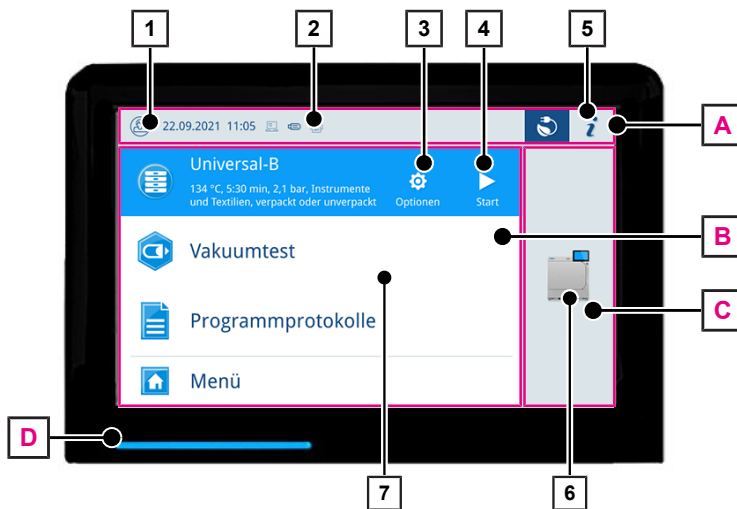 1 2 3 4 5
22.09.2021 11:05
i
A
Universal-B
134 °C, 5:30 min, 2,1 bar, Instrumente
und Textilien, verpackt oder unverpackt
Optionen
Start
B
Vakuumtest
C
Programmprotokolle
Menü
D
7
6